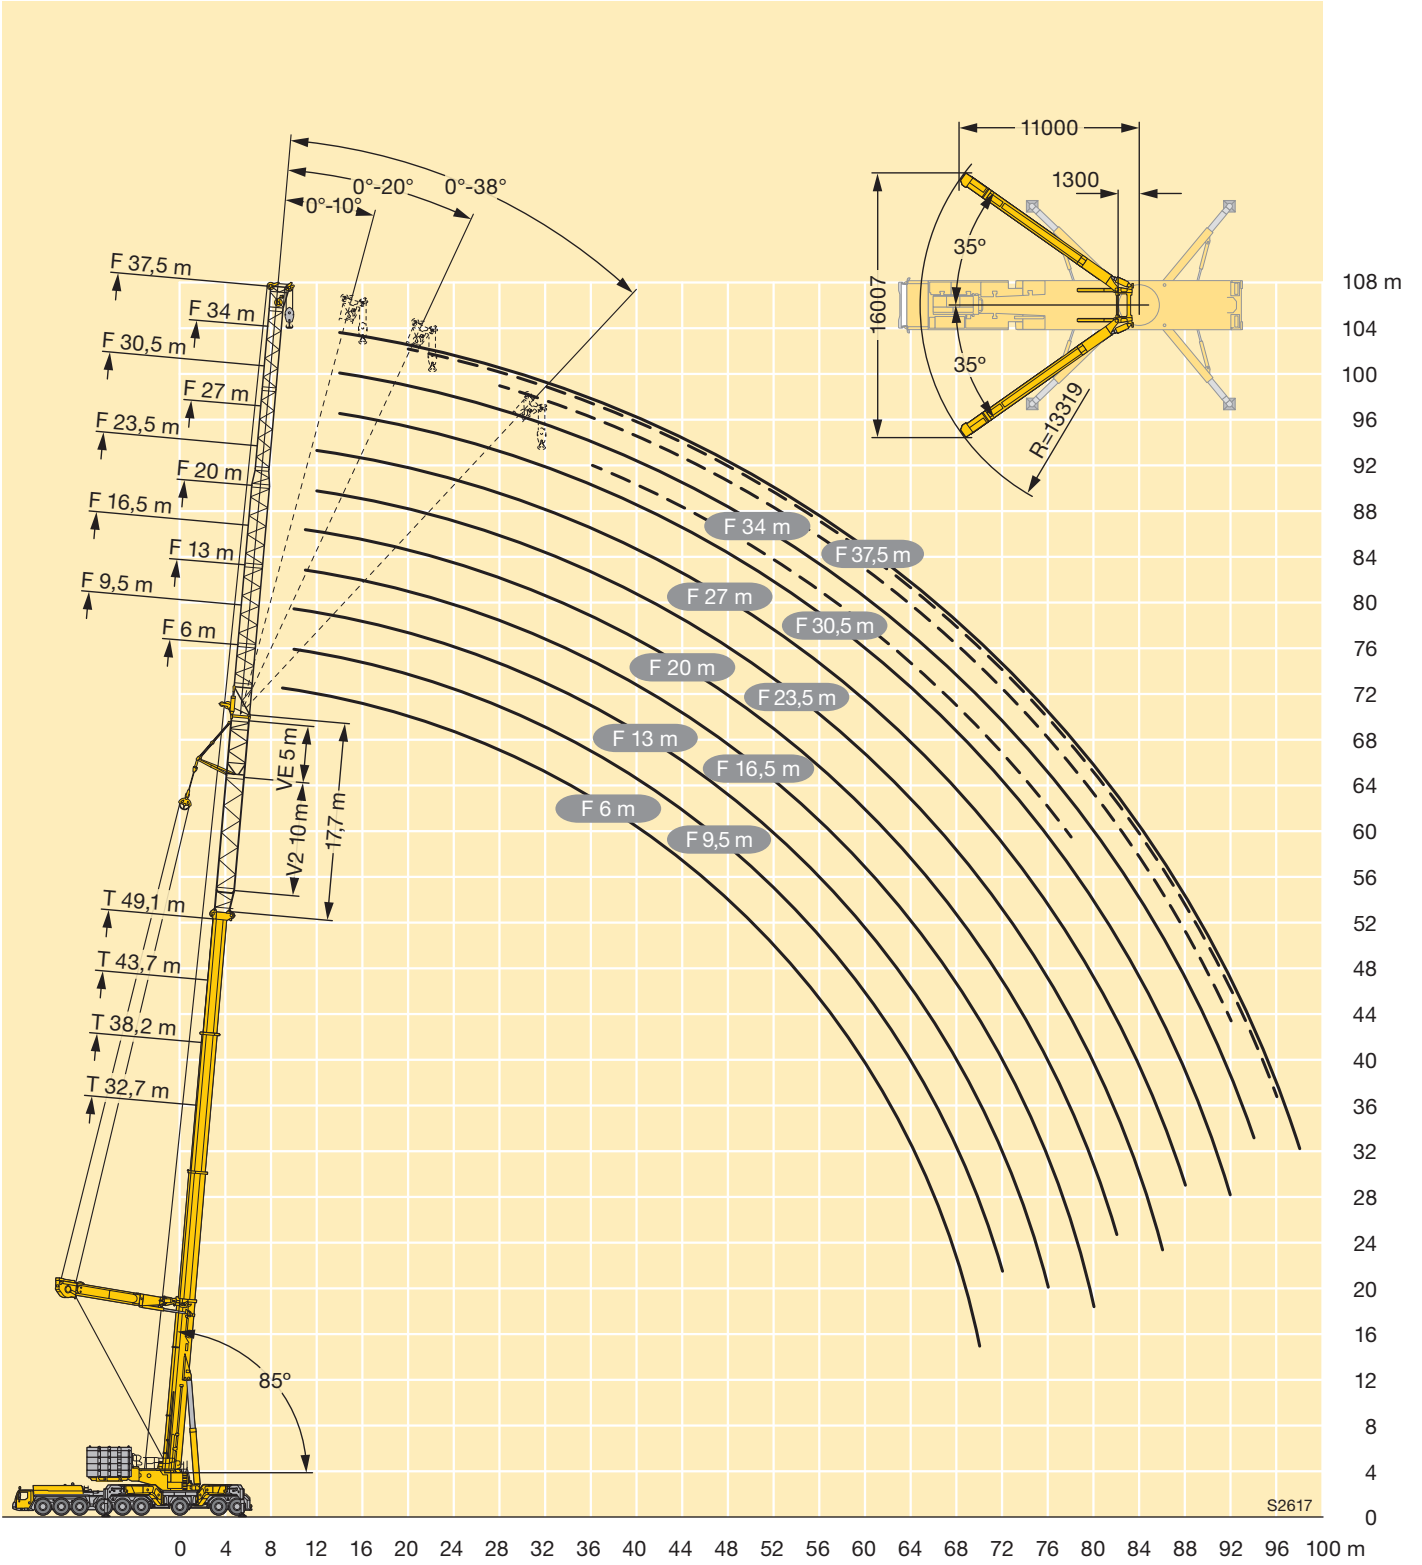 11000
1300
0°-20°
0°-38°
0°-10°
35°
16007
35°
R=13319
F 37,5 m
F 34 m
F 30,5 m
F 27 m
F 23,5 m
F 20 m
F 16,5 m
F 13 m
F 9,5 m
F 6 m
VE 5 m
V2 10 m
17,7 m
T 49,1 m
T 43,7 m
T 38,2 m
T 32,7 m
85°
F 34 m
F 37,5 m
F 27 m
F 30,5 m
F 20 m
F 23,5 m
F 13 m
F 16,5 m
F 6 m
F 9,5 m
108 m
104
100
96
92
88
84
80
76
72
68
64
60
56
52
48
44
40
36
32
28
24
20
16
12
8
4
0
S2617
0 4 8 12 16 20 24 28 32 36 40 44 48 52 56 60 64 68 72 76 80 84 88 92 96 100 m